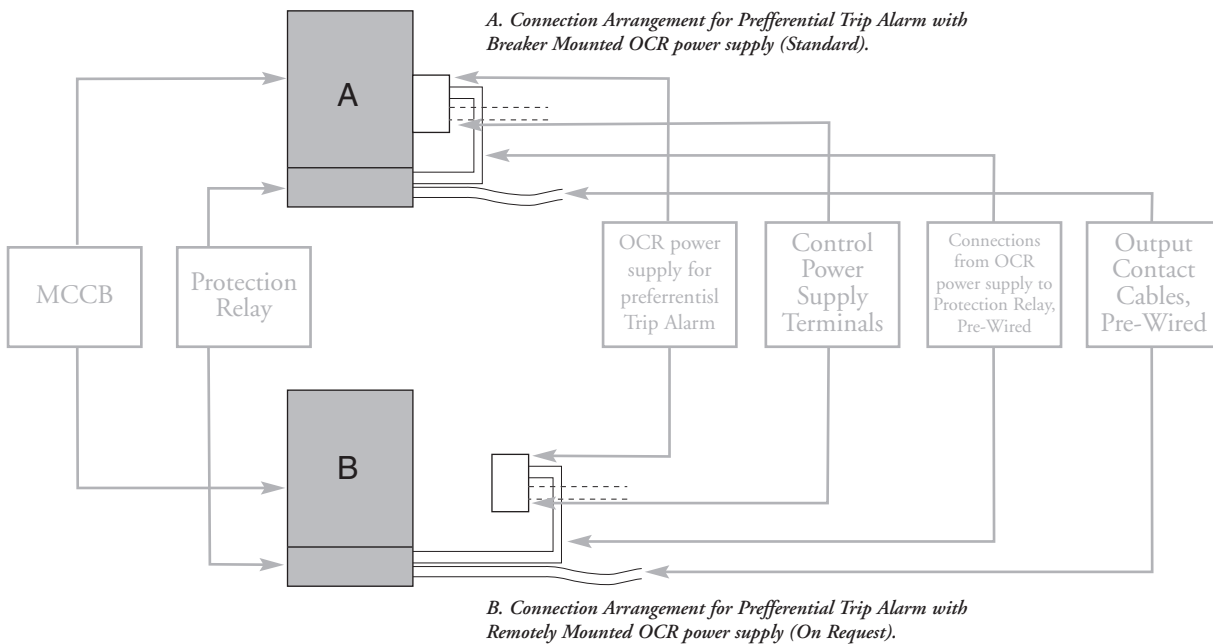 A. Connection Arrangement for Prefferential Trip Alarm with
Breaker Mounted OCR power supply (Standard).
A
MCCB
Protection
Relay
OCR power
supply for
preferrentisl
Trip Alarm
Control
Power
Supply
Terminals
Connections
from OCR
power supply to
Protection Relay,
Pre-Wired
Output
Contact
Cables,
Pre-Wired
B
B. Connection Arrangement for Prefferential Trip Alarm with
Remotely Mounted OCR power supply (On Request).